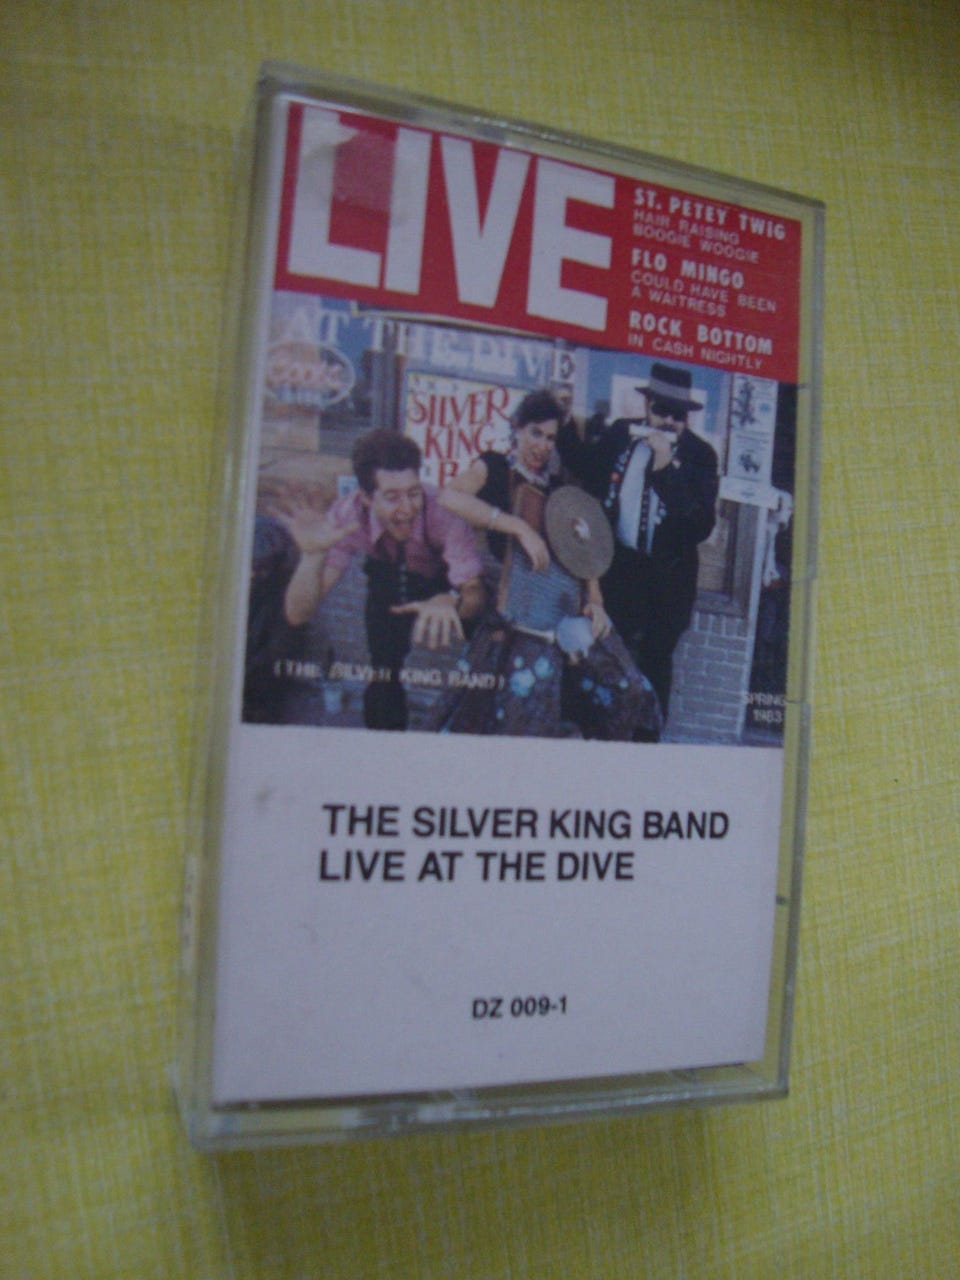 LIVE
ST. PETEY TWIG
HAIR RAISING
BOOGIE WOOGIE
FLO MINGO
COULD HAVE BEEN
A WAITRESS
ROCK BOTTOM
IN CASH NIGHTLY
AT THE DIVE
SILVER
KING
(THE SILVER KING BAND)
SPRING
1983
THE SILVER KING BAND
LIVE AT THE DIVE
DZ 009-1